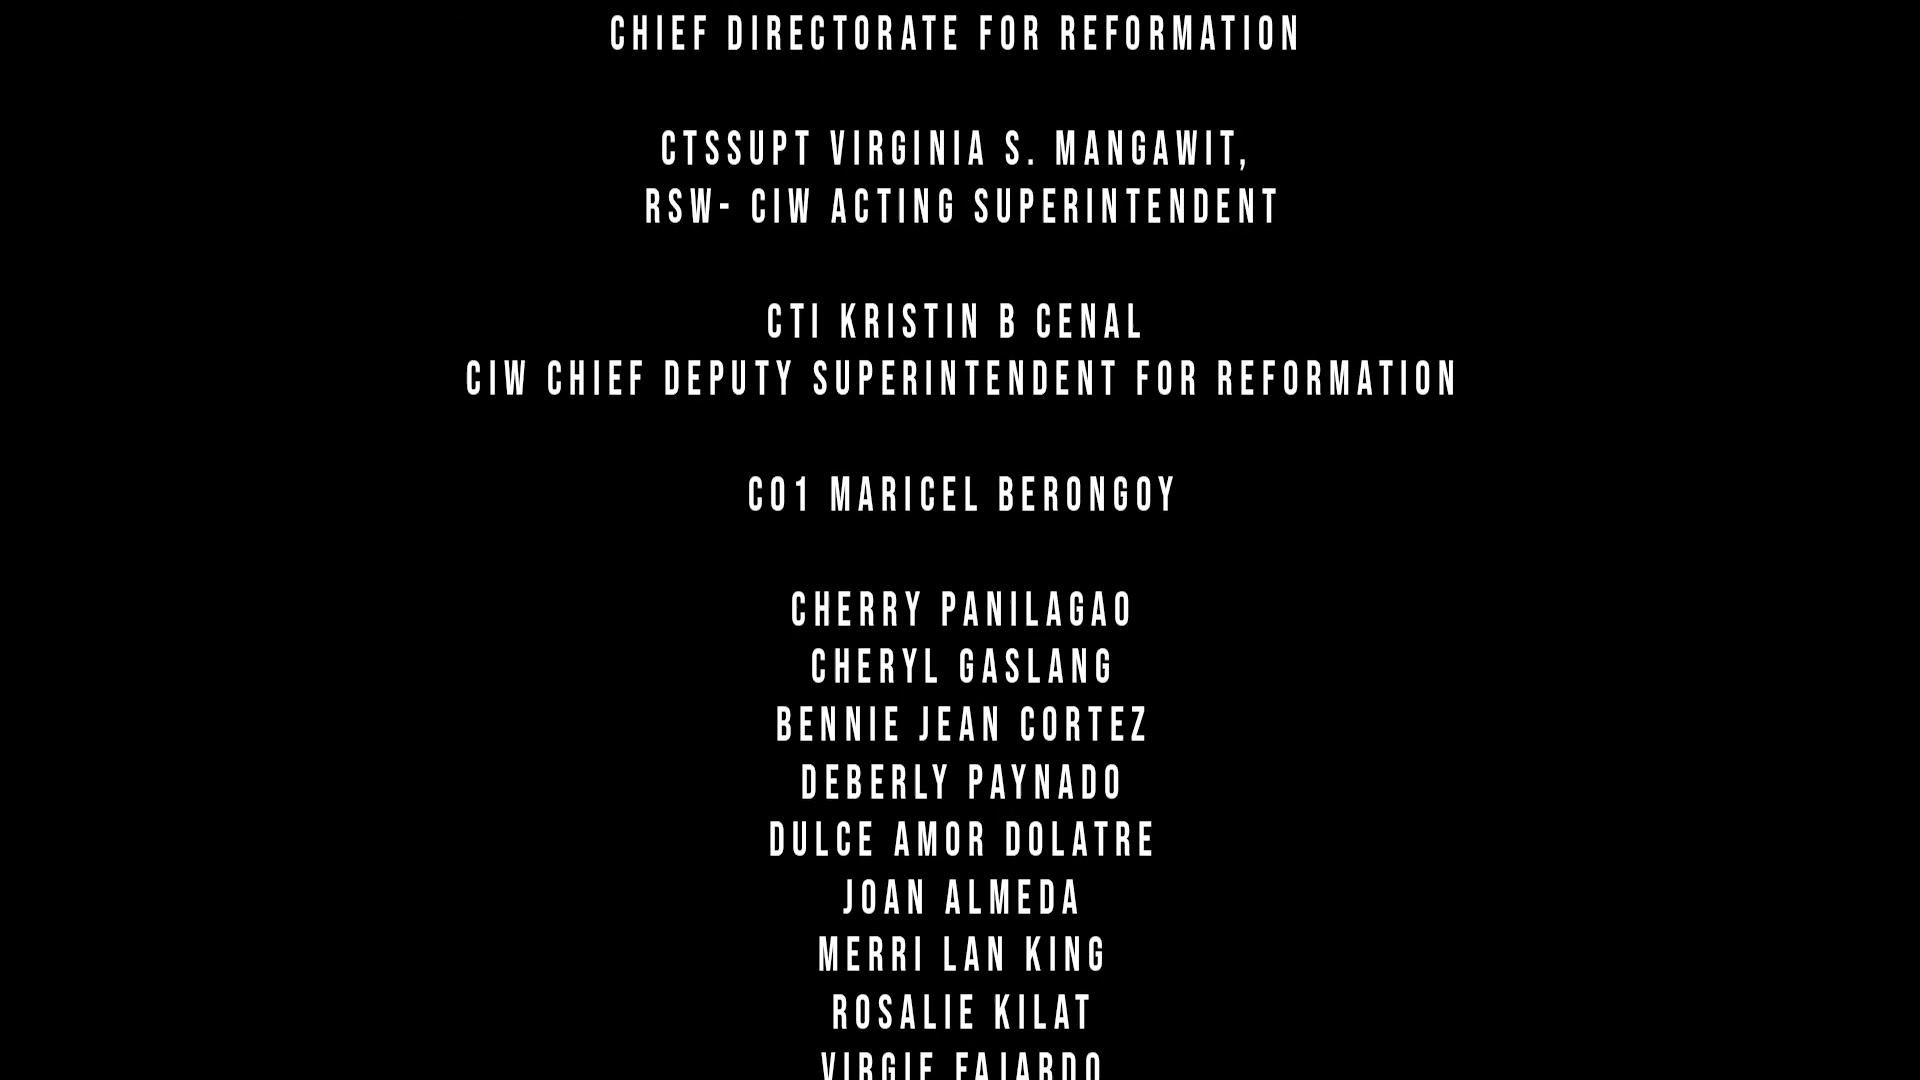 CHIEF DIRECTORATE FOR REFORMATION
CTSSUPT VIRGINIA S. MANGAWIT,
RSW- CIW ACTING SUPERINTENDENT
CTI KRISTIN B CENAL
CIW CHIEF DEPUTY SUPERINTENDENT FOR REFORMATION
CO1 MARICEL BERONGOY
CHERRY PANILAGAO
CHERYL GASLANG
BENNIE JEAN CORTEZ
DEBERLY PAYNADO
DULCE AMOR DOLATRE
JOAN ALMEDA
MERRI LAN KING
ROSALIE KILAT
VIRGIE FAJARDO